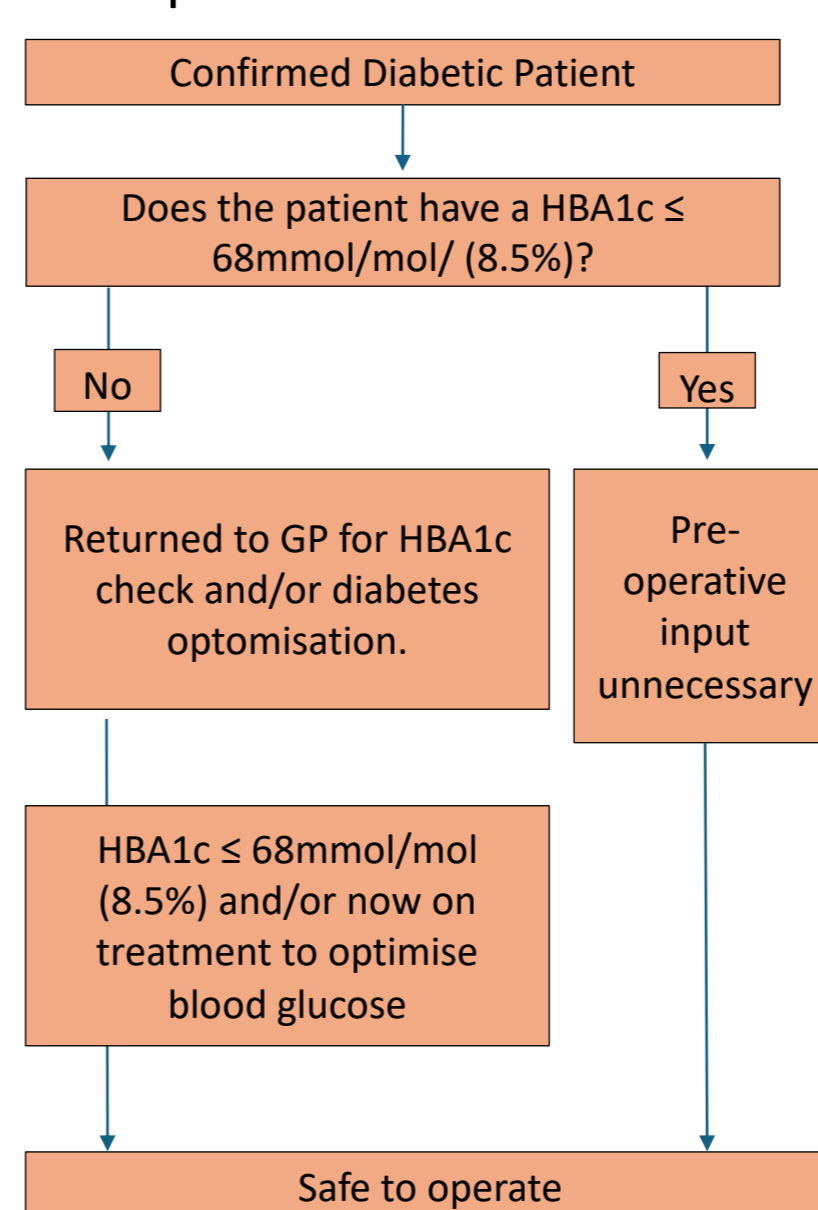 Confirmed Diabetic Patient
Does the patient have a HBA1c ≤
68mmol/mol/ (8.5%)?
No
Yes
Returned to GP for HBA1c
check and/or diabetes
optomisation.
Pre-
operative
input
unnecessary
HBA1c ≤ 68mmol/mol
(8.5%) and/or now on
treatment to optimise
blood glucose
Safe to operate